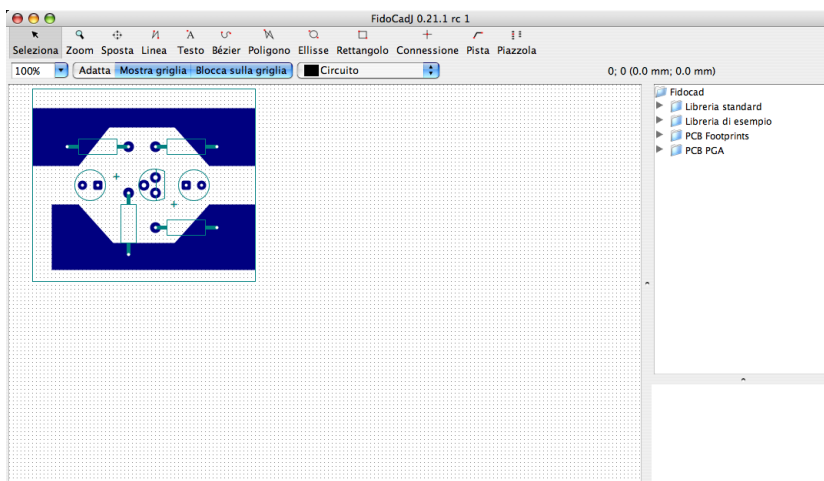 FidoCadJ 0.21.1 rc 1
Seleziona Zoom Sposta Linea Testo Bézier Poligono Ellisse Rettangolo Connessione Pista Piazzola
100% Adatta Mostra griglia Blocca sulla griglia Circuito 0; 0 (0.0 mm; 0.0 mm)
Fidocad
Libreria standard
Libreria di esempio
PCB Footprints
PCB PGA